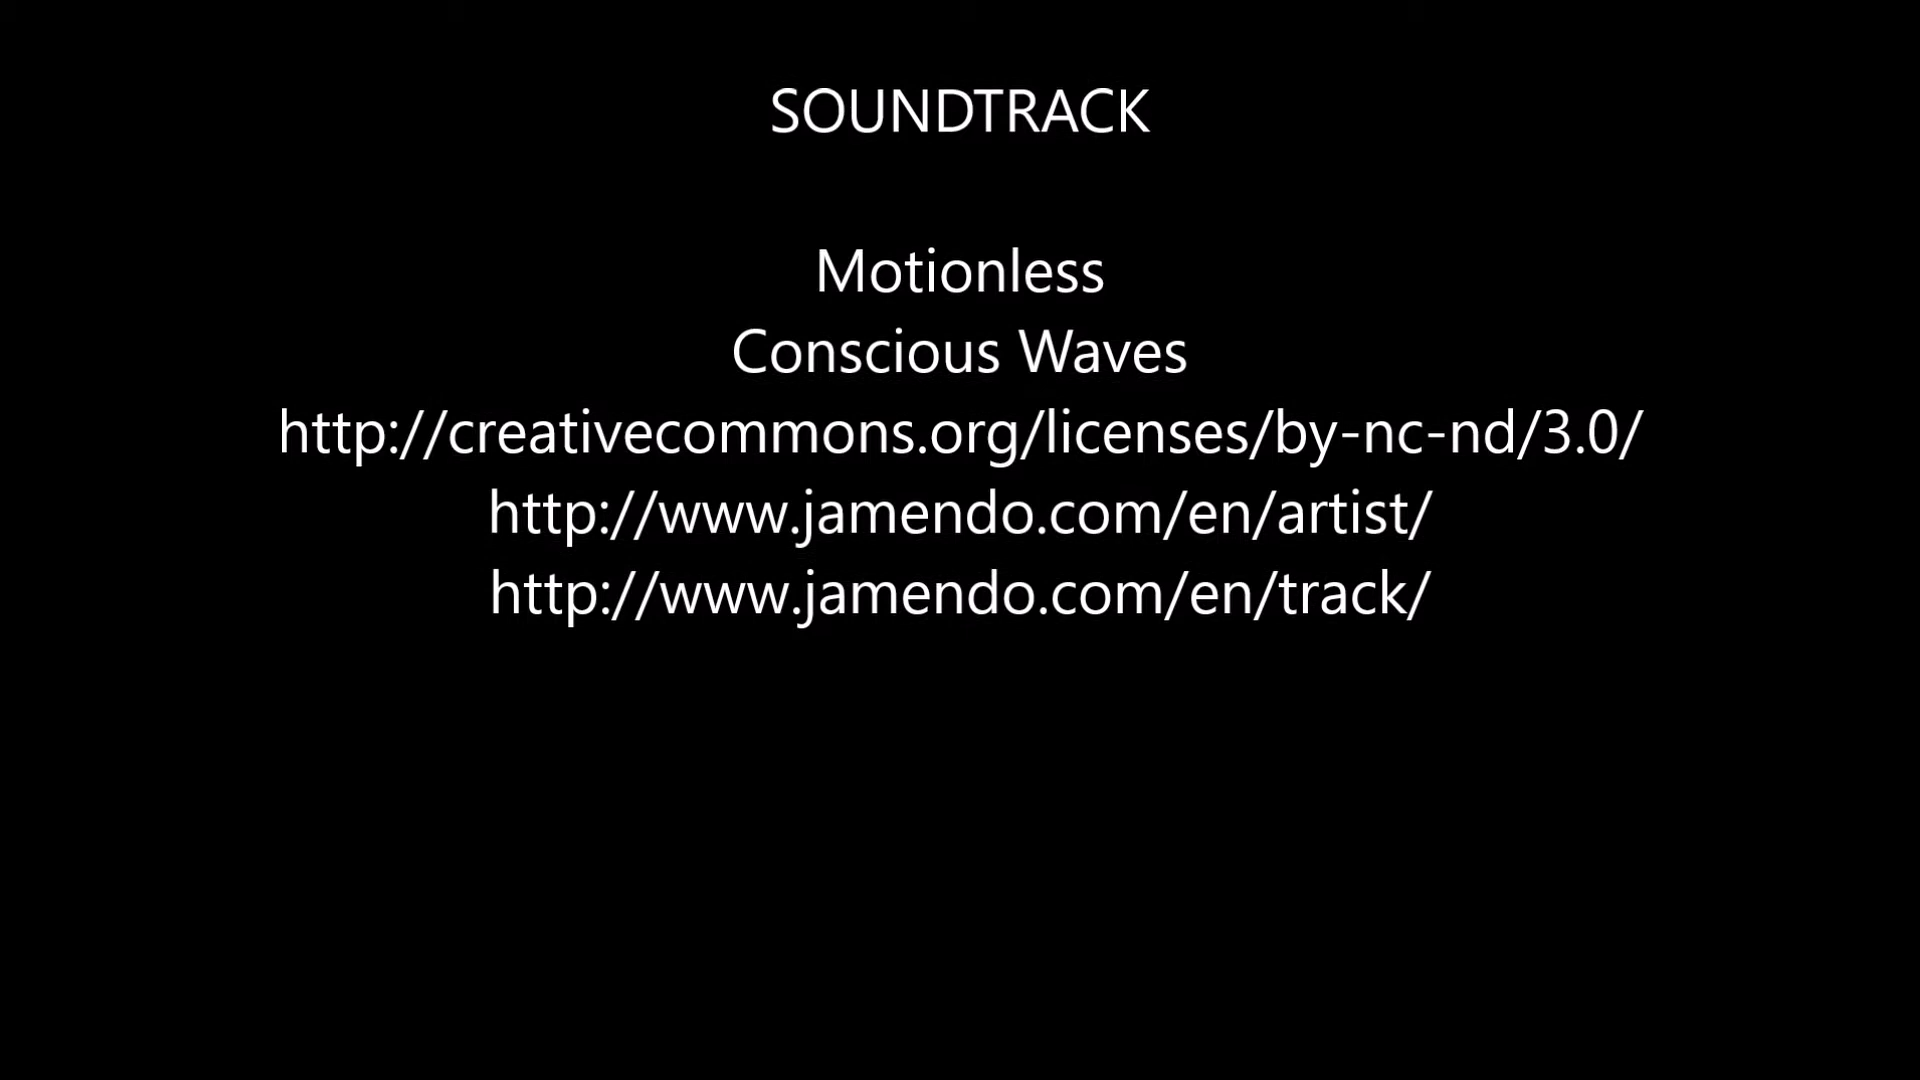 SOUNDTRACK
Motionless
Conscious Waves
http://creativecommons.org/licenses/by-nc-nd/3.0/
http://www.jamendo.com/en/artist/
http://www.jamendo.com/en/track/